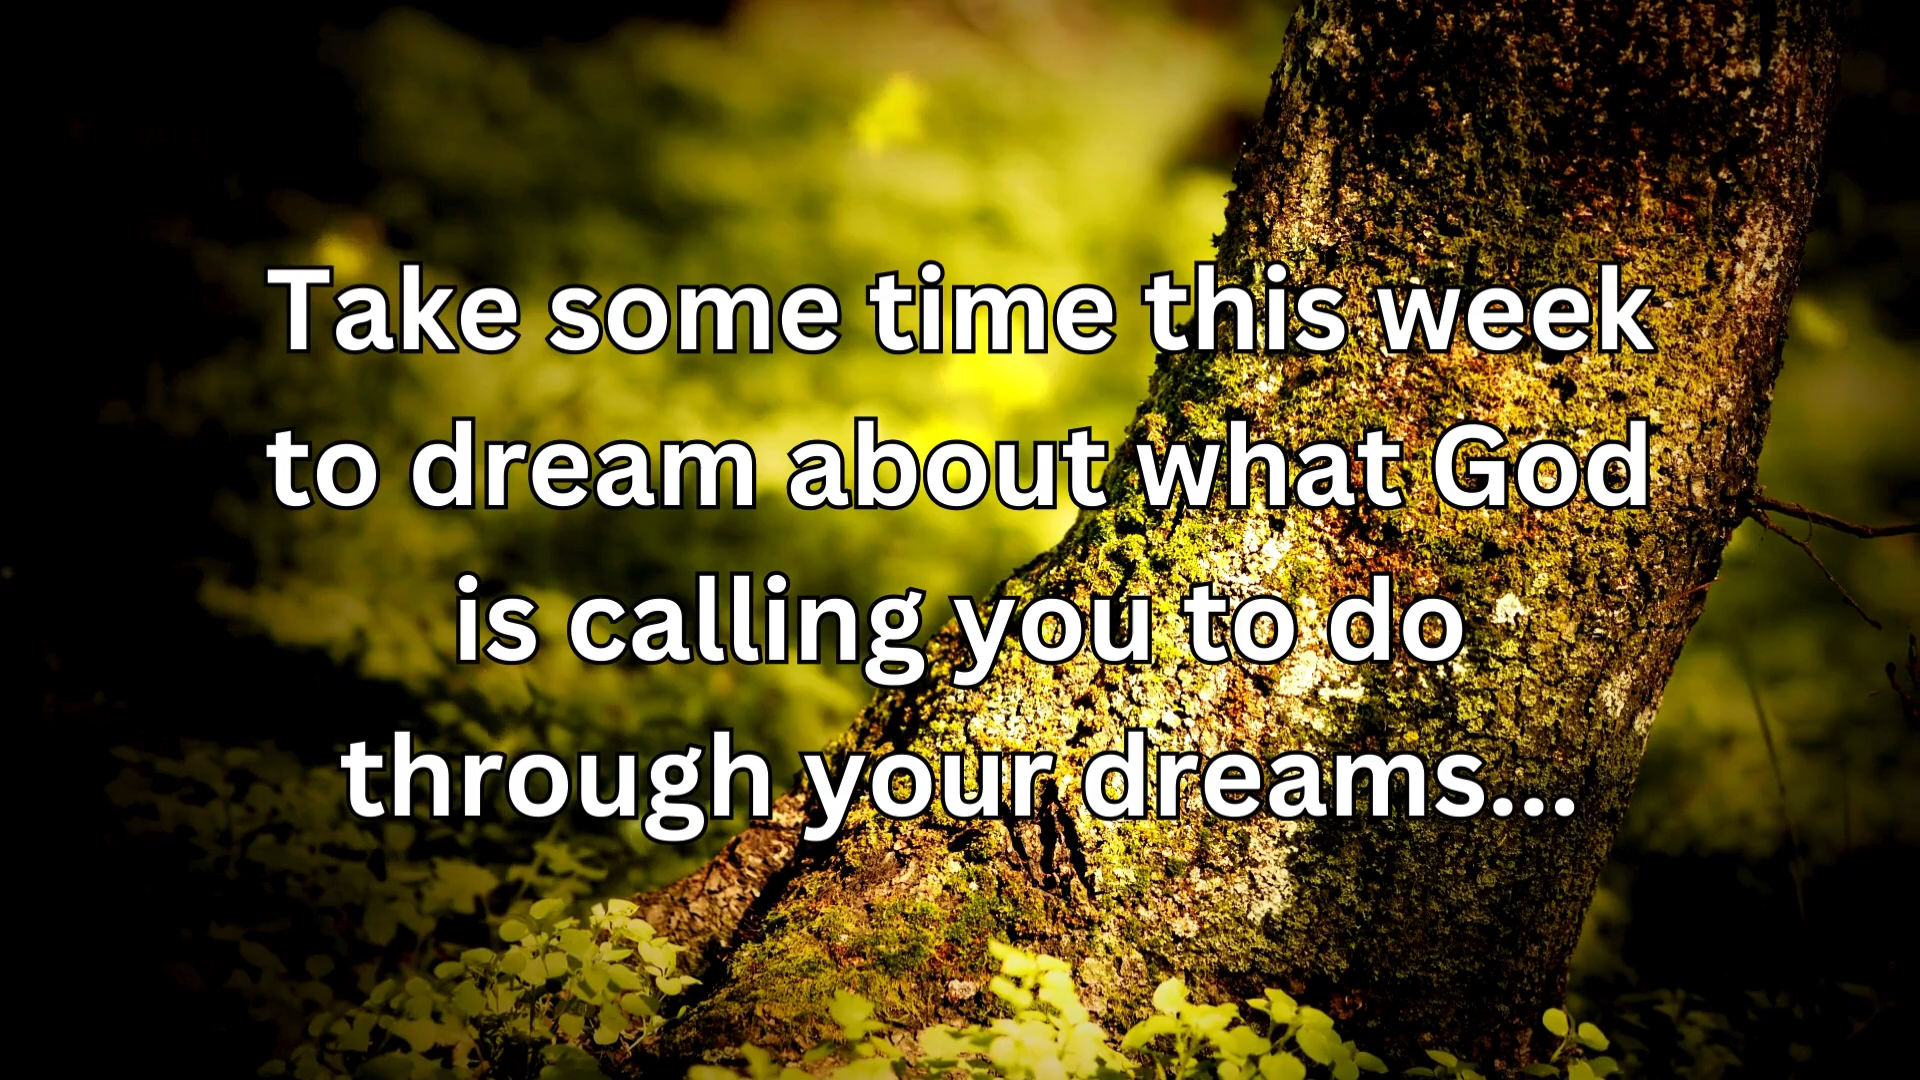 Take some time this week
to dream about what God
is calling you to do
through your dreams...